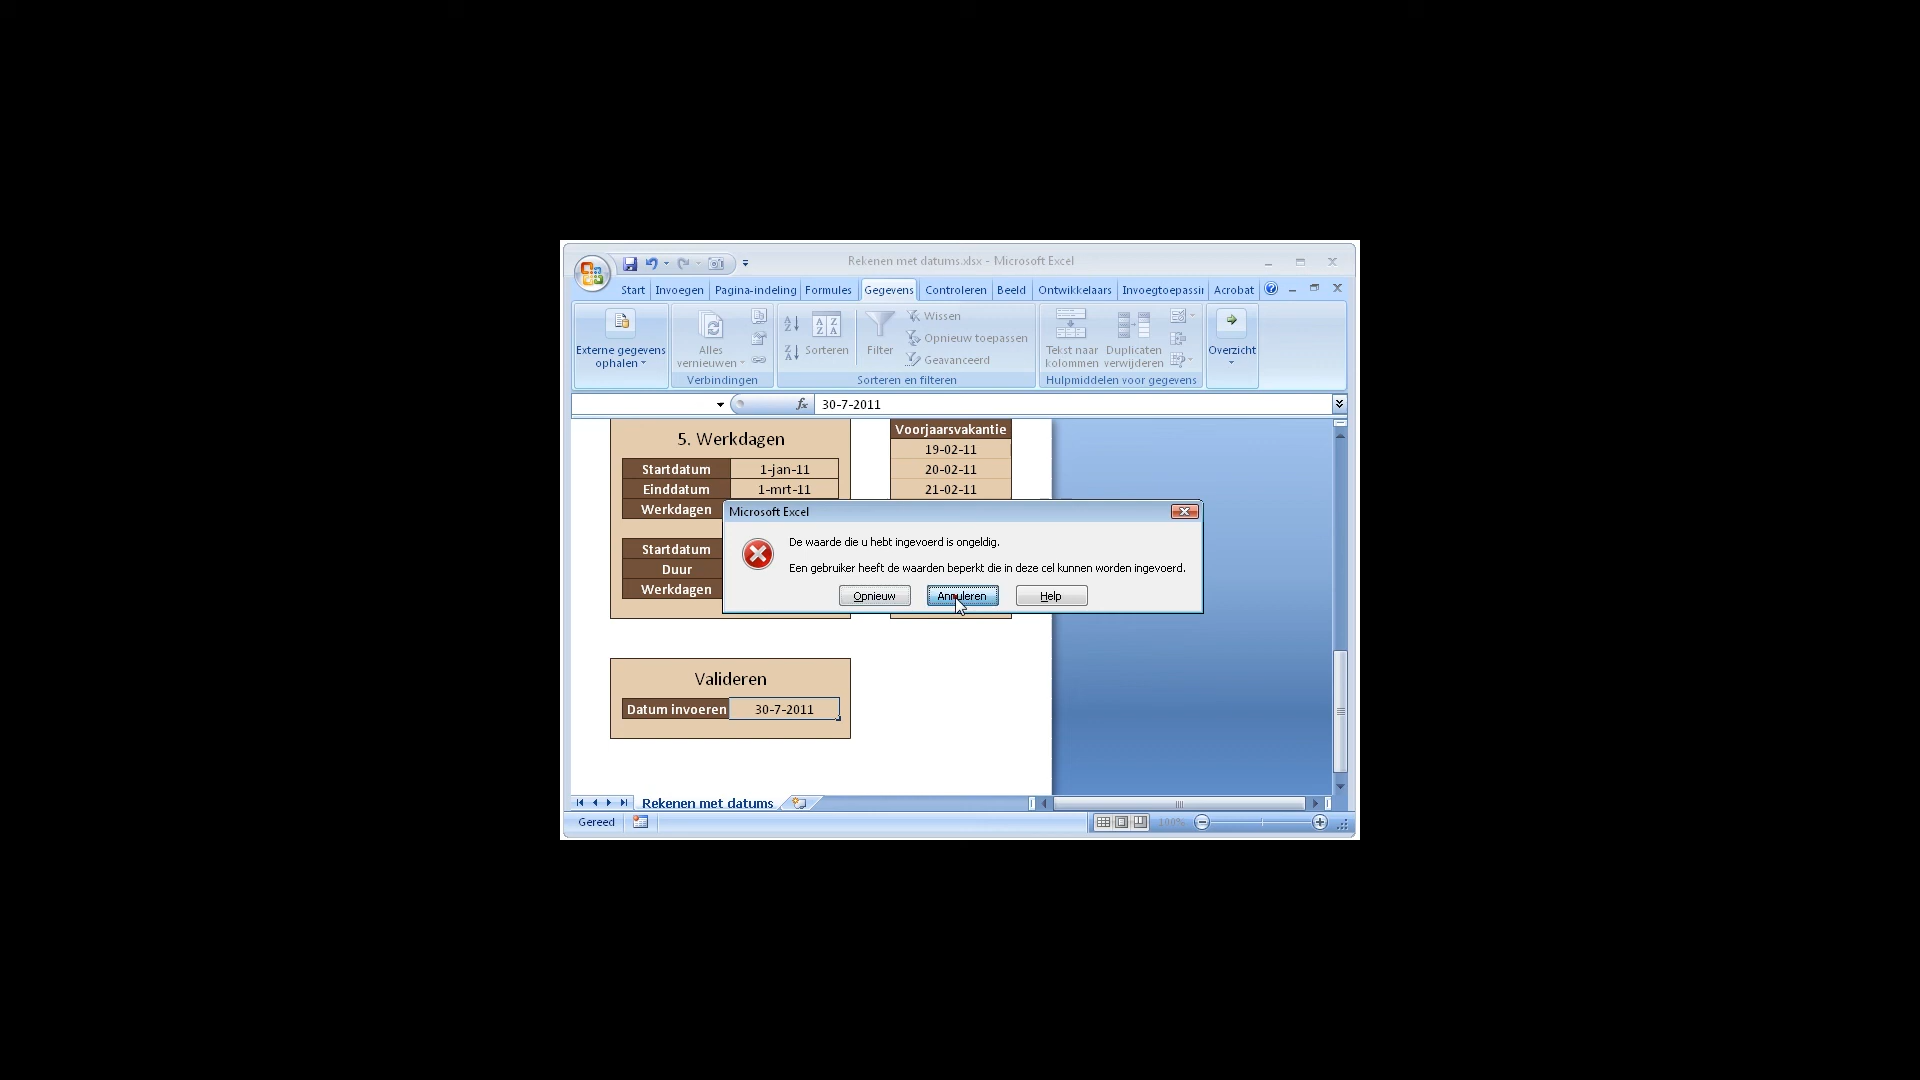 Rekenen met datums.xlsx - Microsoft Excel
Start Invoegen Pagina-indeling Formules Gegevens Controleren Beeld Ontwikkelaars Invoegtoepassir Acrobat
Externe gegevens ophalen
Alles vernieuwen
Verbindingen
Sorteren
Filter
Wissen
Opnieuw toepassen
Geavanceerd
Sorteren en filteren
Tekst naar kolommen
Duplicaten verwijderen
Hulpmiddelen voor gegevens
Overzicht
fx 30-7-2011
5. Werkdagen
Startdatum 1-jan-11
Einddatum 1-mrt-11
Werkdagen
Startdatum
Duur
Werkdagen
Voorjaarsvakantie
19-02-11
20-02-11
21-02-11
Microsoft Excel
De waarde die u hebt ingevoerd is ongeldig.
Een gebruiker heeft de waarden beperkt die in deze cel kunnen worden ingevoerd.
Opnieuw Annuleren Help
Valideren
Datum invoeren 30-7-2011
Rekenen met datums
Gereed 100%